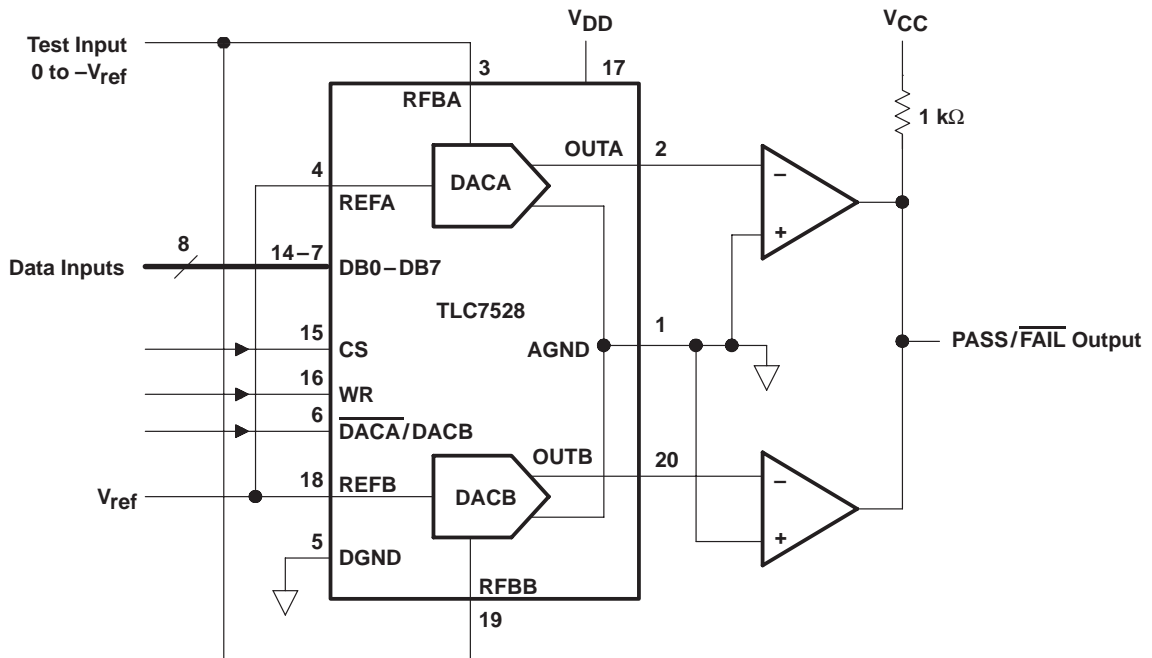 VDD
VCC
Test Input
0 to –Vref
3
17
RFBA
1 kΩ
OUTA
2
4
DACA
–
REFA
+
8
14–7
Data Inputs
DB0–DB7
TLC7528
15
1
PASS/FAIL Output
CS
AGND
16
WR
6
DACA/DACB
OUTB
20
18
REFB
–
Vref
DACB
5
DGND
+
RFBB
19